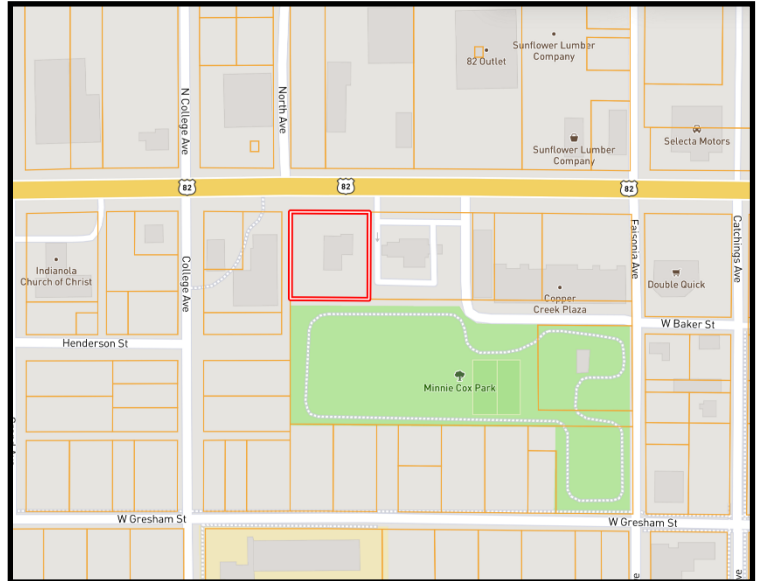 Sunflower Lumber
Company
82 Outlet
N College Ave
North Ave
Selecta Motors
Sunflower Lumber
Company
82
82
82
Faisonia Ave
Catchings Ave
College Ave
Indianola
Church of Christ
Double Quick
Copper
Creek Plaza
W Baker St
Henderson St
Minnie Cox Park
W Gresham St
W Gresham St